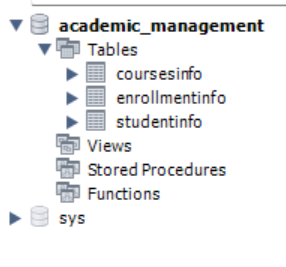 academic_management
Tables
coursesinfo
enrollmentinfo
studentinfo
Views
Stored Procedures
Functions
sys